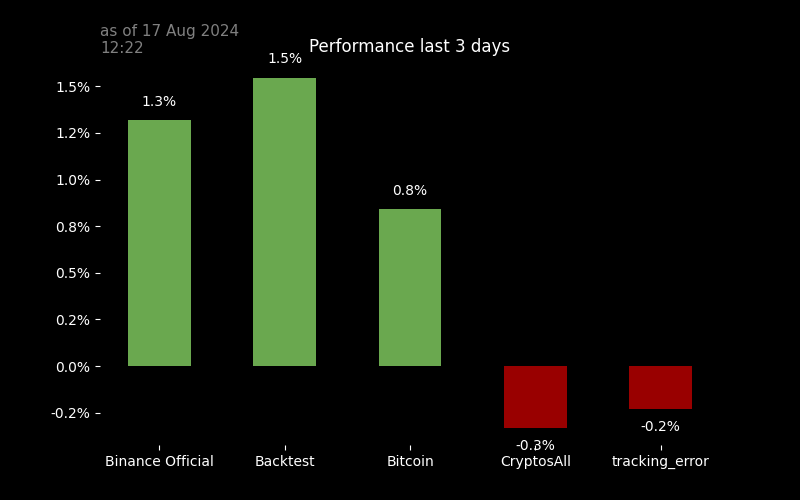 as of 17 Aug 2024
12:22
Performance last 3 days
1.5%
1.3%
0.8%
-0.3%
-0.2%
1.5%
1.2%
1.0%
0.8%
0.5%
0.2%
0.0%
-0.2%
Binance Official
Backtest
Bitcoin
CryptosAll
tracking_error